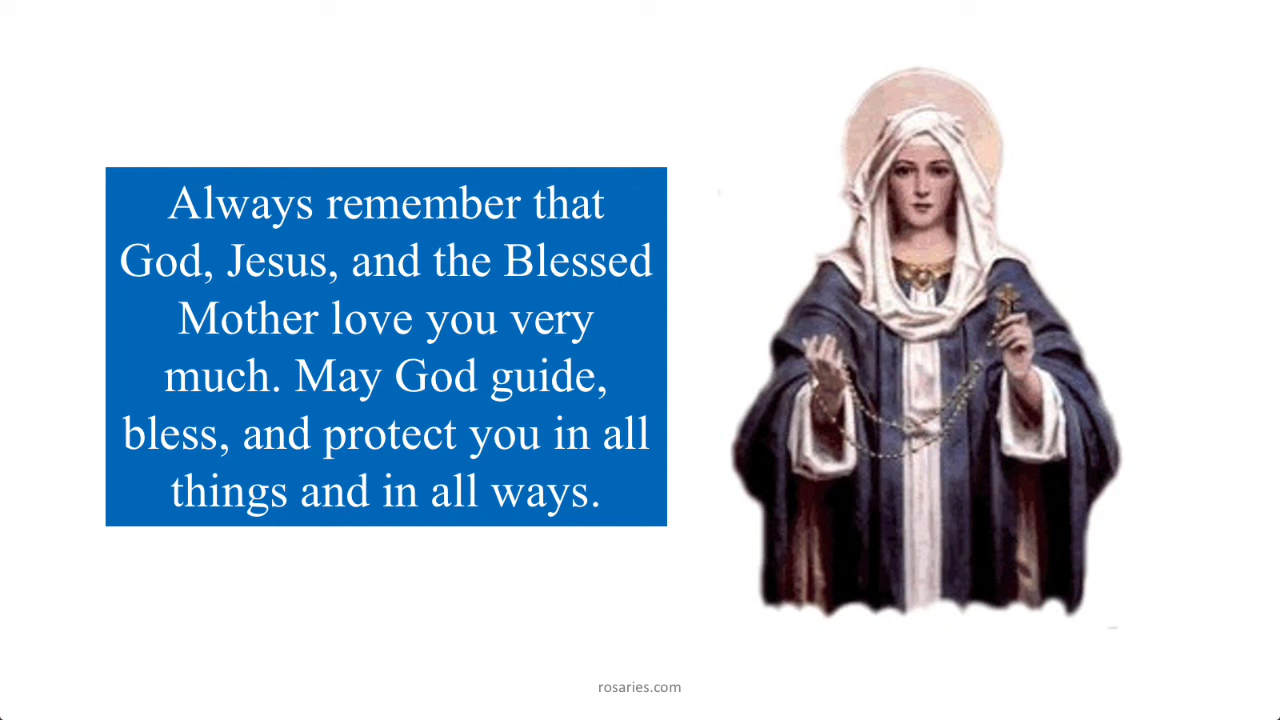 Always remember that
God, Jesus, and the Blessed
Mother love you very
much. May God guide,
bless, and protect you in all
things and in all ways.
rosaries.com